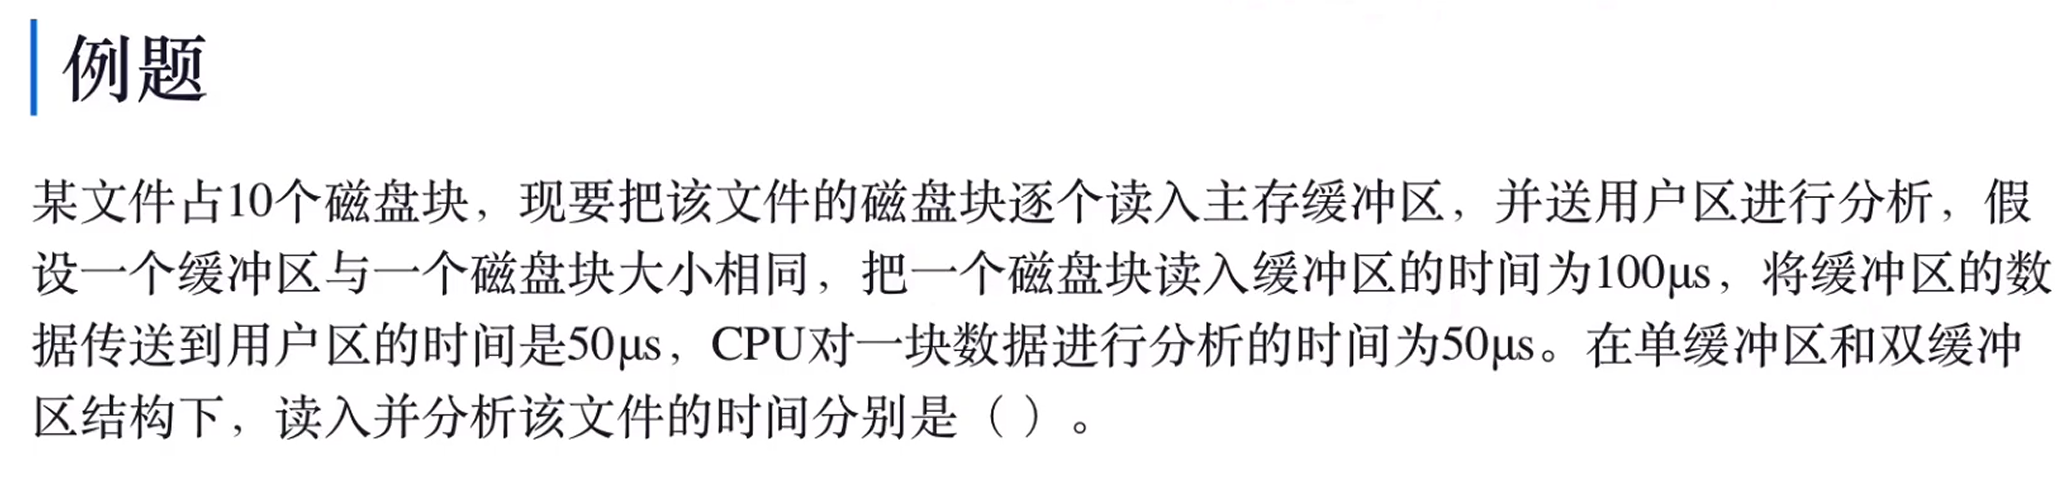 例题
某文件占10个磁盘块，现要把该文件的磁盘块逐个读入主存缓冲区，并送用户区进行分析，假
设一个缓冲区与一个磁盘块大小相同，把一个磁盘块读入缓冲区的时间为100μs，将缓冲区的数
据传送到用户区的时间是50μs，CPU对一块数据进行分析的时间为50μs。在单缓冲区和双缓冲
区结构下，读入并分析该文件的时间分别是（ ）。